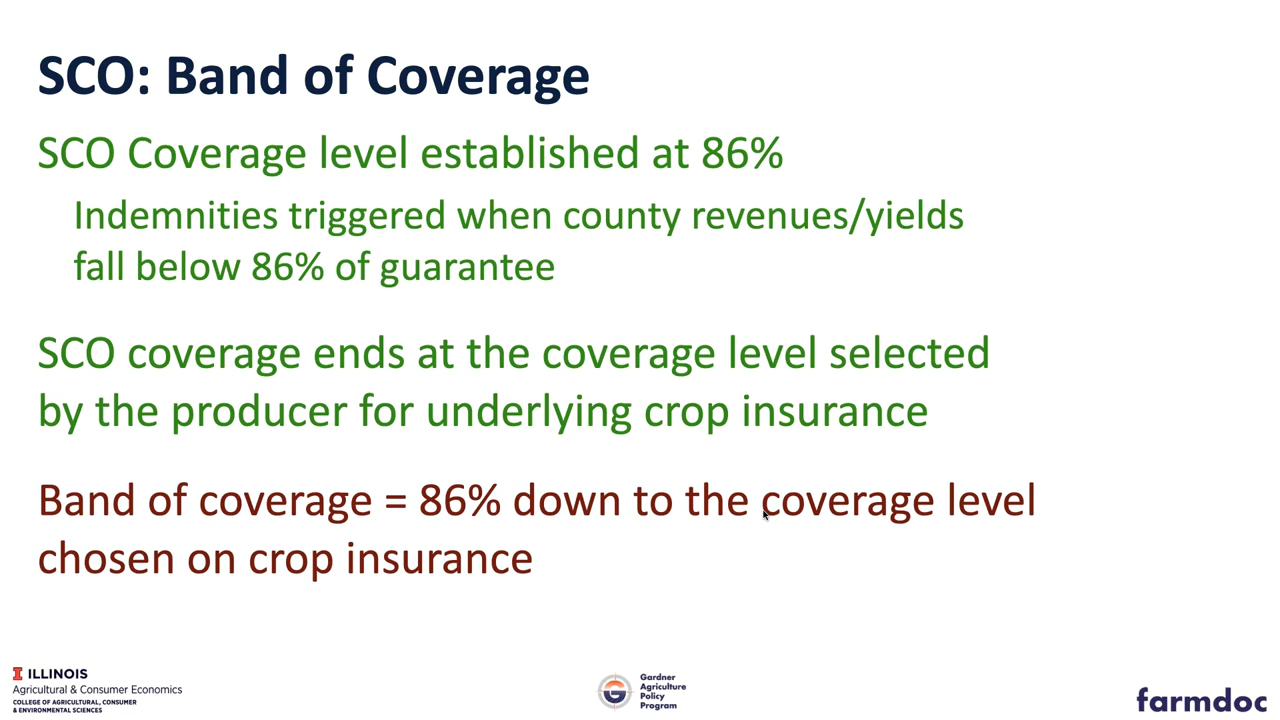 SCO: Band of Coverage
SCO Coverage level established at 86%
Indemnities triggered when county revenues/yields
fall below 86% of guarantee
SCO coverage ends at the coverage level selected
by the producer for underlying crop insurance
Band of coverage = 86% down to the coverage level
chosen on crop insurance
I ILLINOIS
Agricultural & Consumer Economics
COLLEGE OF AGRICULTURAL, CONSUMER
& ENVIRONMENTAL SCIENCES
G
Gardner
Agriculture
Policy
Program
farmdoc